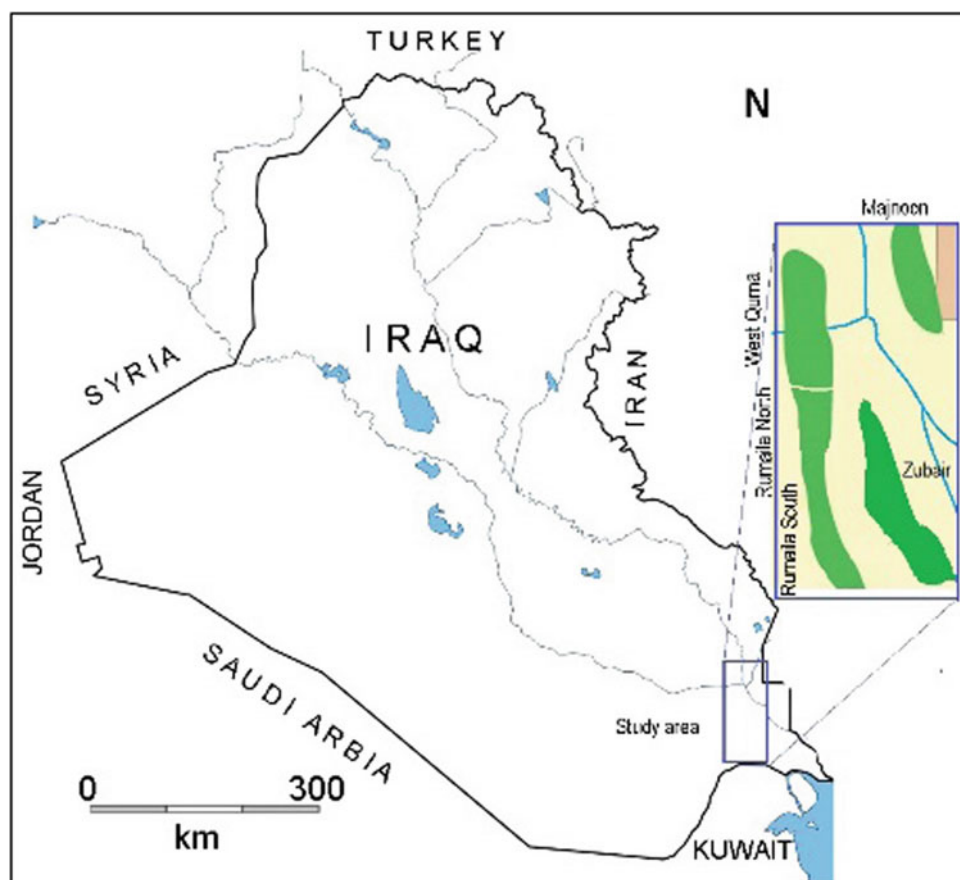 TURKEY
N
Majnoon
West Qurna
IRAQ
SYRIA
IRAN
Rumaila North
Zubair
JORDAN
Rumaila South
SAUDI ARBIA
Study area
0 300
km
KUWAIT